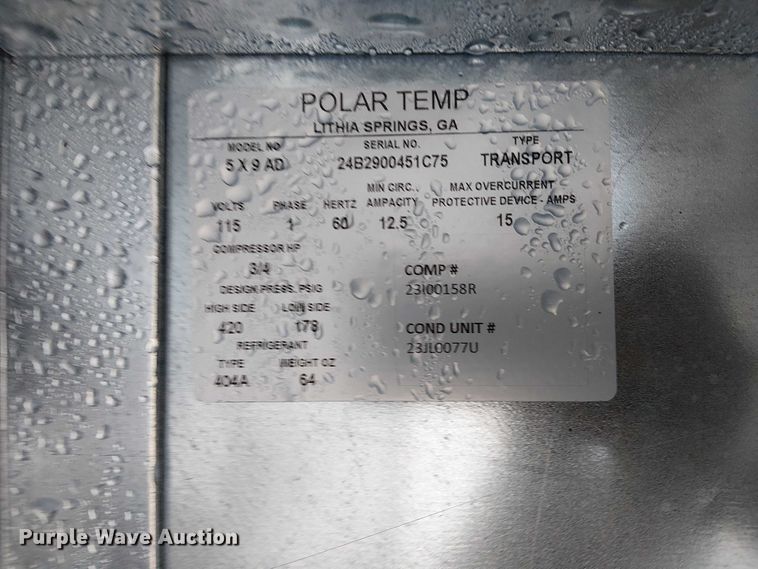 POLAR TEMP
LITHIA SPRINGS, GA
MODEL NO SERIAL NO. TYPE
5 X 9 AD 24B2900451C75 TRANSPORT
VOLTS PHASE HERTZ MIN CIRC., AMPACITY MAX OVERCURRENT PROTECTIVE DEVICE - AMPS
115 1 60 12.5 15
COMPRESSOR HP
3/4
COMP #
DESIGN PRESS. PSIG 23I00158R
HIGH SIDE LOW SIDE
420 178
COND UNIT #
REFRIGERANT 23JL0077U
TYPE WEIGHT OZ
404A 64
Purple Wave Auction